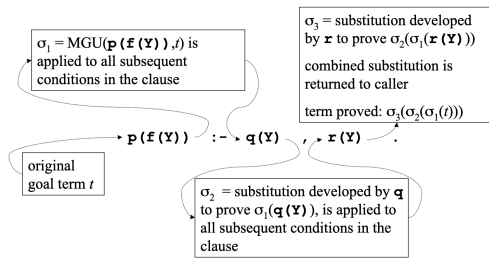 σ₁ = MGU(p(f(Y)),t) is
applied to all subsequent
conditions in the clause
σ₃ = substitution developed
by r to prove σ₂(σ₁(r(Y)))
combined substitution is
returned to caller
term proved: σ₃(σ₂(σ₁(t)))
p(f(Y)) :- q(Y) , r(Y) .
original
goal term t
σ₂ = substitution developed by q
to prove σ₁(q(Y)), is applied to
all subsequent conditions in the
clause